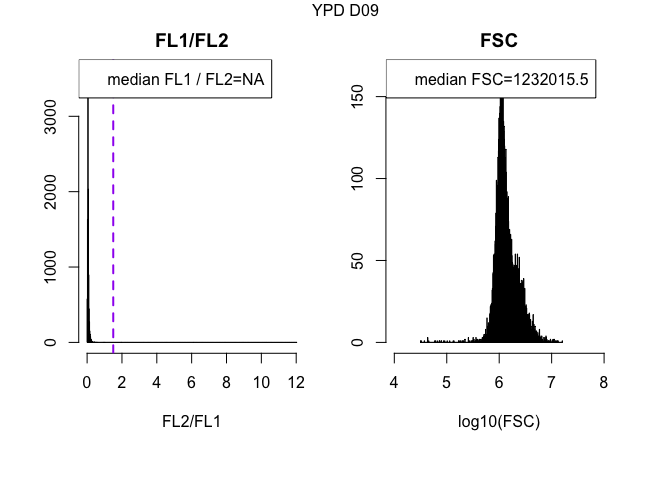 YPD D09
FL1/FL2
median FL1 / FL2=NA
0
1000
2000
3000
0 2 4 6 8 10 12
FL2/FL1
FSC
median FSC=1232015.5
0
50
100
150
4 5 6 7 8
log10(FSC)